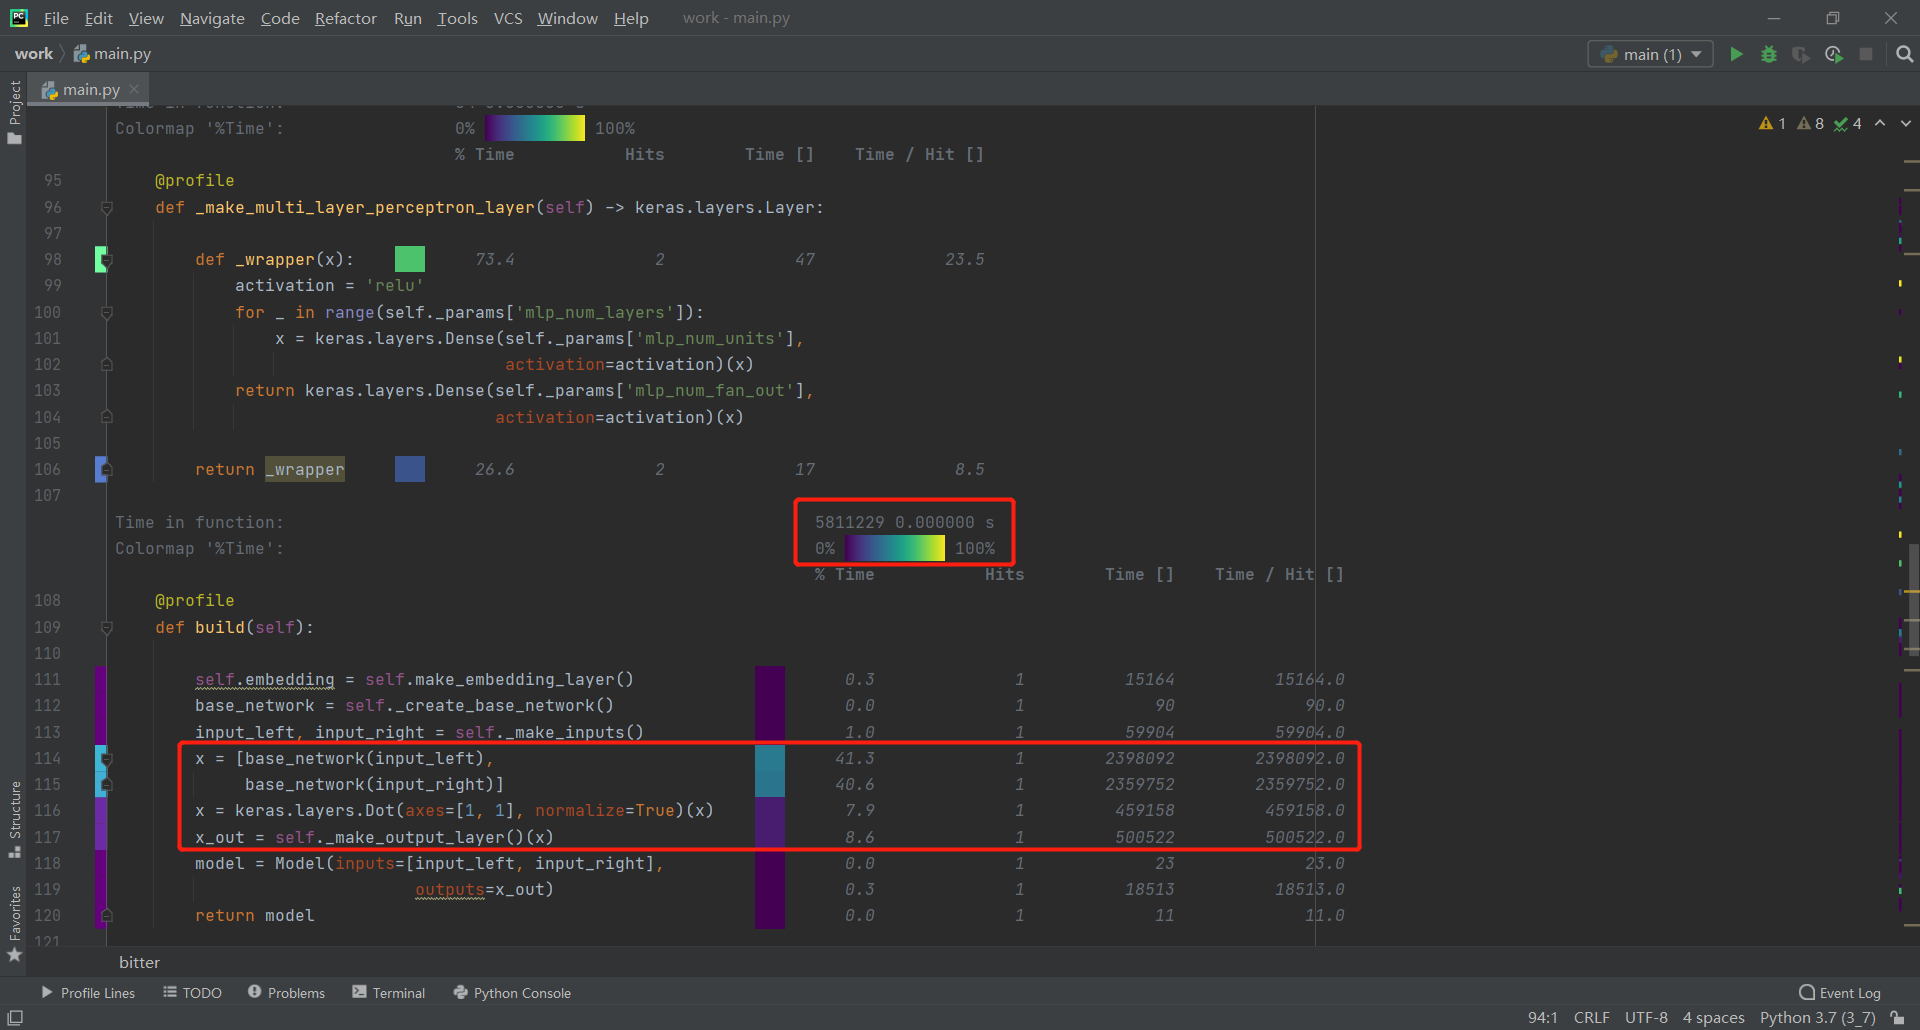 File Edit View Navigate Code Refactor Run Tools VCS Window Help work - main.py
work main.py main (1)
Project
main.py
Colormap '%Time': 0% 100% 1 8 4
% Time Hits Time [] Time / Hit []
95 @profile
96 def _make_multi_layer_perceptron_layer(self) -> keras.layers.Layer:
97
98 def _wrapper(x): 73.4 2 47 23.5
99 activation = 'relu'
100 for _ in range(self._params['mlp_num_layers']):
101 x = keras.layers.Dense(self._params['mlp_num_units'],
102 activation=activation)(x)
103 return keras.layers.Dense(self._params['mlp_num_fan_out'],
104 activation=activation)(x)
105
106 return _wrapper 26.6 2 17 8.5
107
Time in function: 5811229 0.000000 s
Colormap '%Time': 0% 100%
% Time Hits Time [] Time / Hit []
108 @profile
109 def build(self):
110
111 self.embedding = self.make_embedding_layer() 0.3 1 15164 15164.0
112 base_network = self._create_base_network() 0.0 1 90 90.0
113 input_left, input_right = self._make_inputs() 1.0 1 59904 59904.0
114 x = [base_network(input_left), 41.3 1 2398092 2398092.0
115 base_network(input_right)] 40.6 1 2359752 2359752.0
116 x = keras.layers.Dot(axes=[1, 1], normalize=True)(x) 7.9 1 459158 459158.0
117 x_out = self._make_output_layer()(x) 8.6 1 500522 500522.0
118 model = Model(inputs=[input_left, input_right], 0.0 1 23 23.0
119 outputs=x_out) 0.3 1 18513 18513.0
120 return model 0.0 1 11 11.0
121
Structure
Favorites
bitter
Profile Lines TODO Problems Terminal Python Console Event Log
94:1 CRLF UTF-8 4 spaces Python 3.7 (3_7)